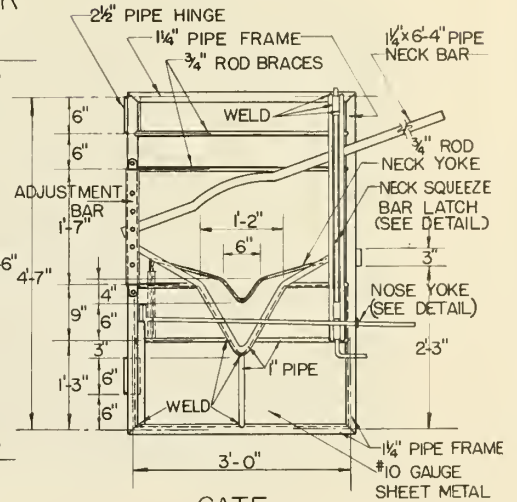 2½" PIPE HINGE
1¼" PIPE FRAME
¾" ROD BRACES
1¼"×6'-4" PIPE
NECK BAR
WELD
6"
6"
¾" ROD
NECK YOKE
NECK SQUEEZE
BAR LATCH
(SEE DETAIL)
ADJUSTMENT
BAR
1'-7"
1'-2"
6"
3"
6"
4'-7"
4"
9"
6"
NOSE YOKE
(SEE DETAIL)
3"
2'-3"
1'-3"
6"
1" PIPE
6"
WELD
1¼" PIPE FRAME
3'-0"
#10 GAUGE
SHEET METAL